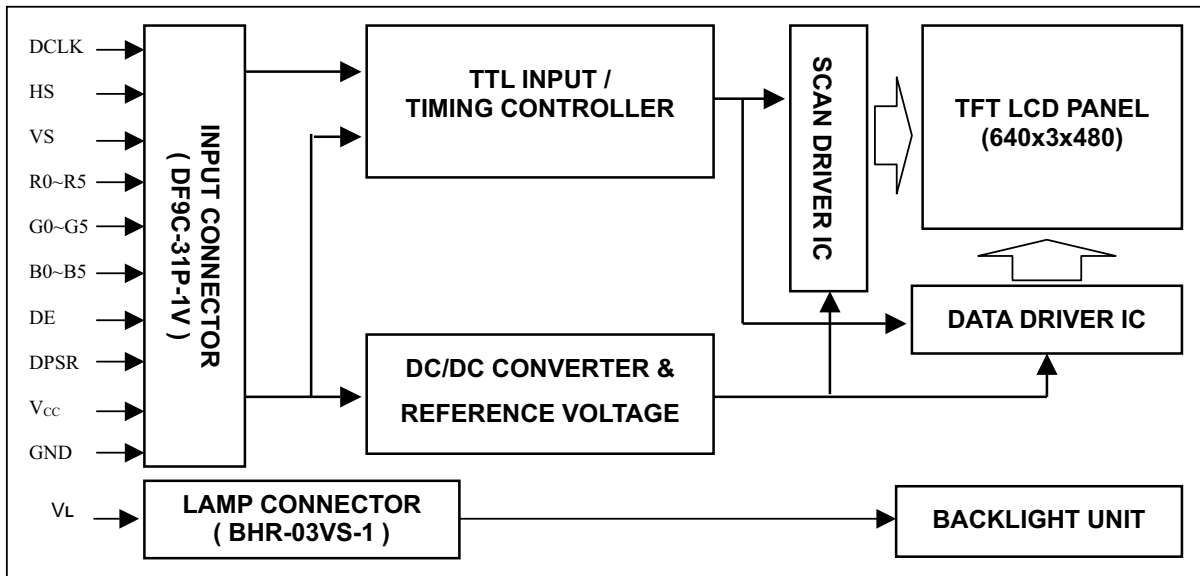 DCLK
HS
VS
R0~R5
G0~G5
B0~B5
DE
DPSR
VCC
GND
VL
INPUT CONNECTOR
( DF9C-31P-1V )
TTL INPUT /
TIMING CONTROLLER
SCAN DRIVER IC
TFT LCD PANEL
(640x3x480)
DATA DRIVER IC
DC/DC CONVERTER &
REFERENCE VOLTAGE
LAMP CONNECTOR
( BHR-03VS-1 )
BACKLIGHT UNIT